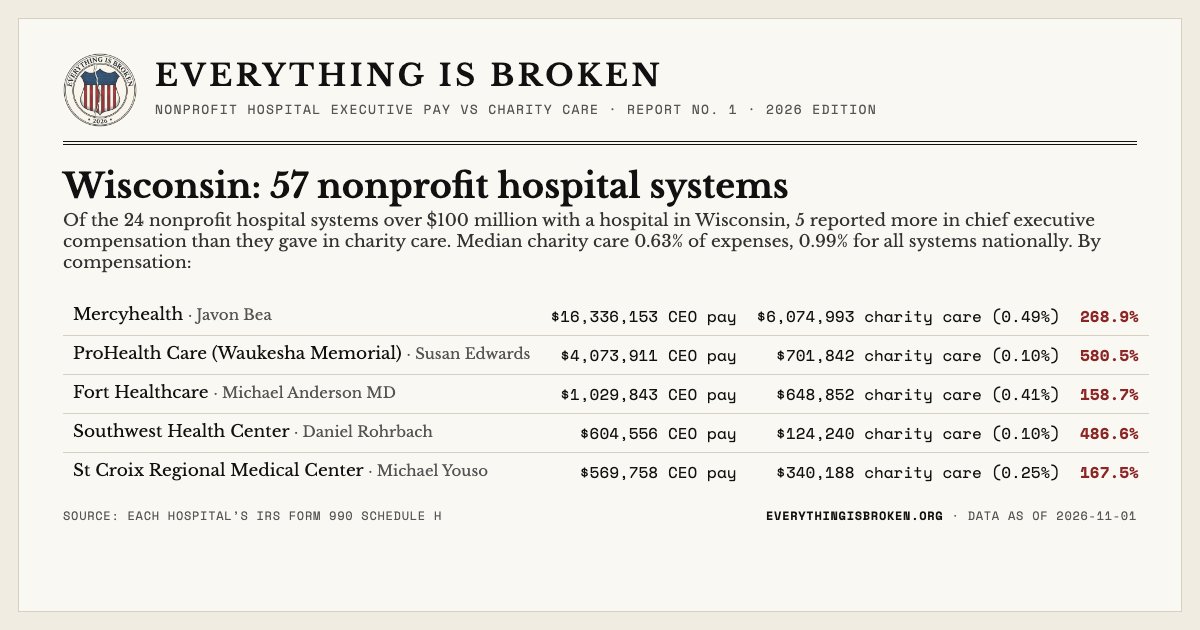 EVERYTHING IS BROKEN
· 2026 ·
EVERYTHING IS BROKEN
NONPROFIT HOSPITAL EXECUTIVE PAY VS CHARITY CARE · REPORT NO. 1 · 2026 EDITION
Wisconsin: 57 nonprofit hospital systems
Of the 24 nonprofit hospital systems over $100 million with a hospital in Wisconsin, 5 reported more in chief executive
compensation than they gave in charity care. Median charity care 0.63% of expenses, 0.99% for all systems nationally. By
compensation:
Mercyhealth · Javon Bea $16,336,153 CEO pay $6,074,993 charity care (0.49%) 268.9%
ProHealth Care (Waukesha Memorial) · Susan Edwards $4,073,911 CEO pay $701,842 charity care (0.10%) 580.5%
Fort Healthcare · Michael Anderson MD $1,029,843 CEO pay $648,852 charity care (0.41%) 158.7%
Southwest Health Center · Daniel Rohrbach $604,556 CEO pay $124,240 charity care (0.10%) 486.6%
St Croix Regional Medical Center · Michael Youso $569,758 CEO pay $340,188 charity care (0.25%) 167.5%
SOURCE: EACH HOSPITAL'S IRS FORM 990 SCHEDULE H EVERYTHINGISBROKEN.ORG · DATA AS OF 2026-11-01